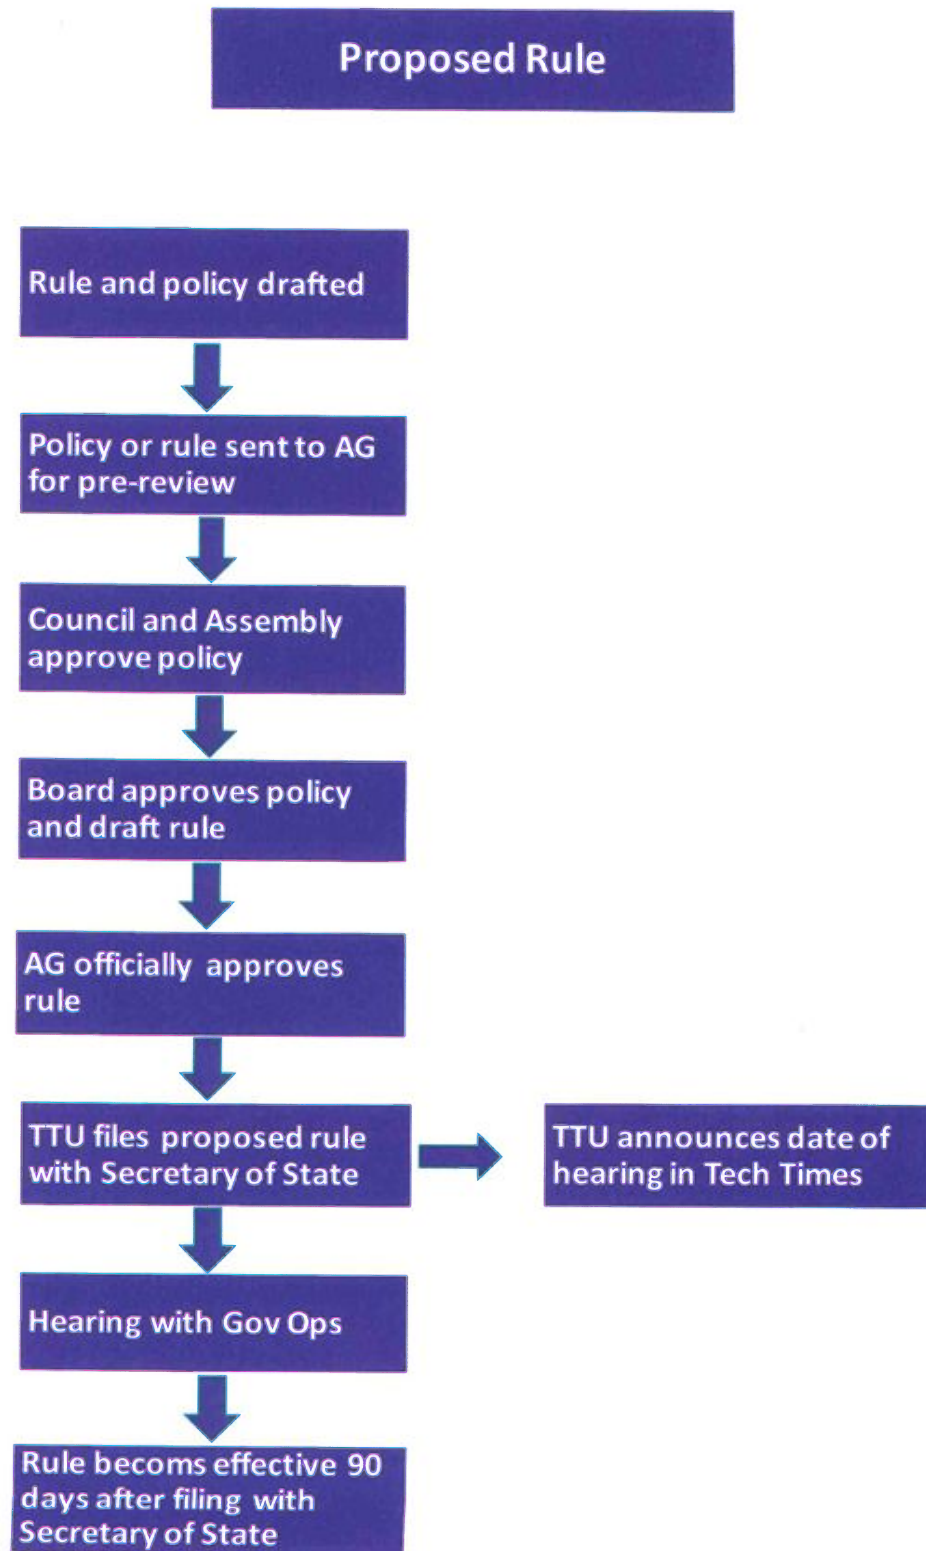 Proposed Rule
Rule and policy drafted
Policy or rule sent to AG
for pre-review
Council and Assembly
approve policy
Board approves policy
and draft rule
AG officially approves
rule
TTU files proposed rule
with Secretary of State
TTU announces date of
hearing in Tech Times
Hearing with Gov Ops
Rule becoms effective 90
days after filing with
Secretary of State